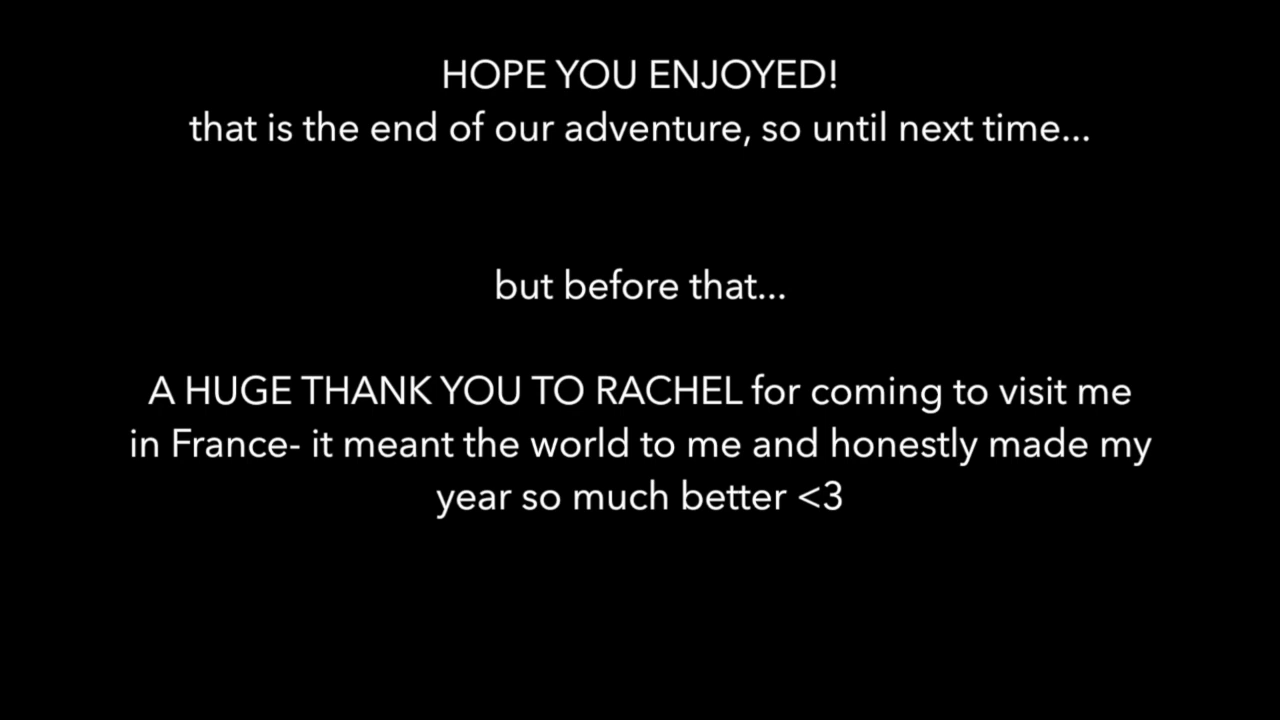 HOPE YOU ENJOYED!
that is the end of our adventure, so until next time...
but before that...
A HUGE THANK YOU TO RACHEL for coming to visit me
in France- it meant the world to me and honestly made my
year so much better <3